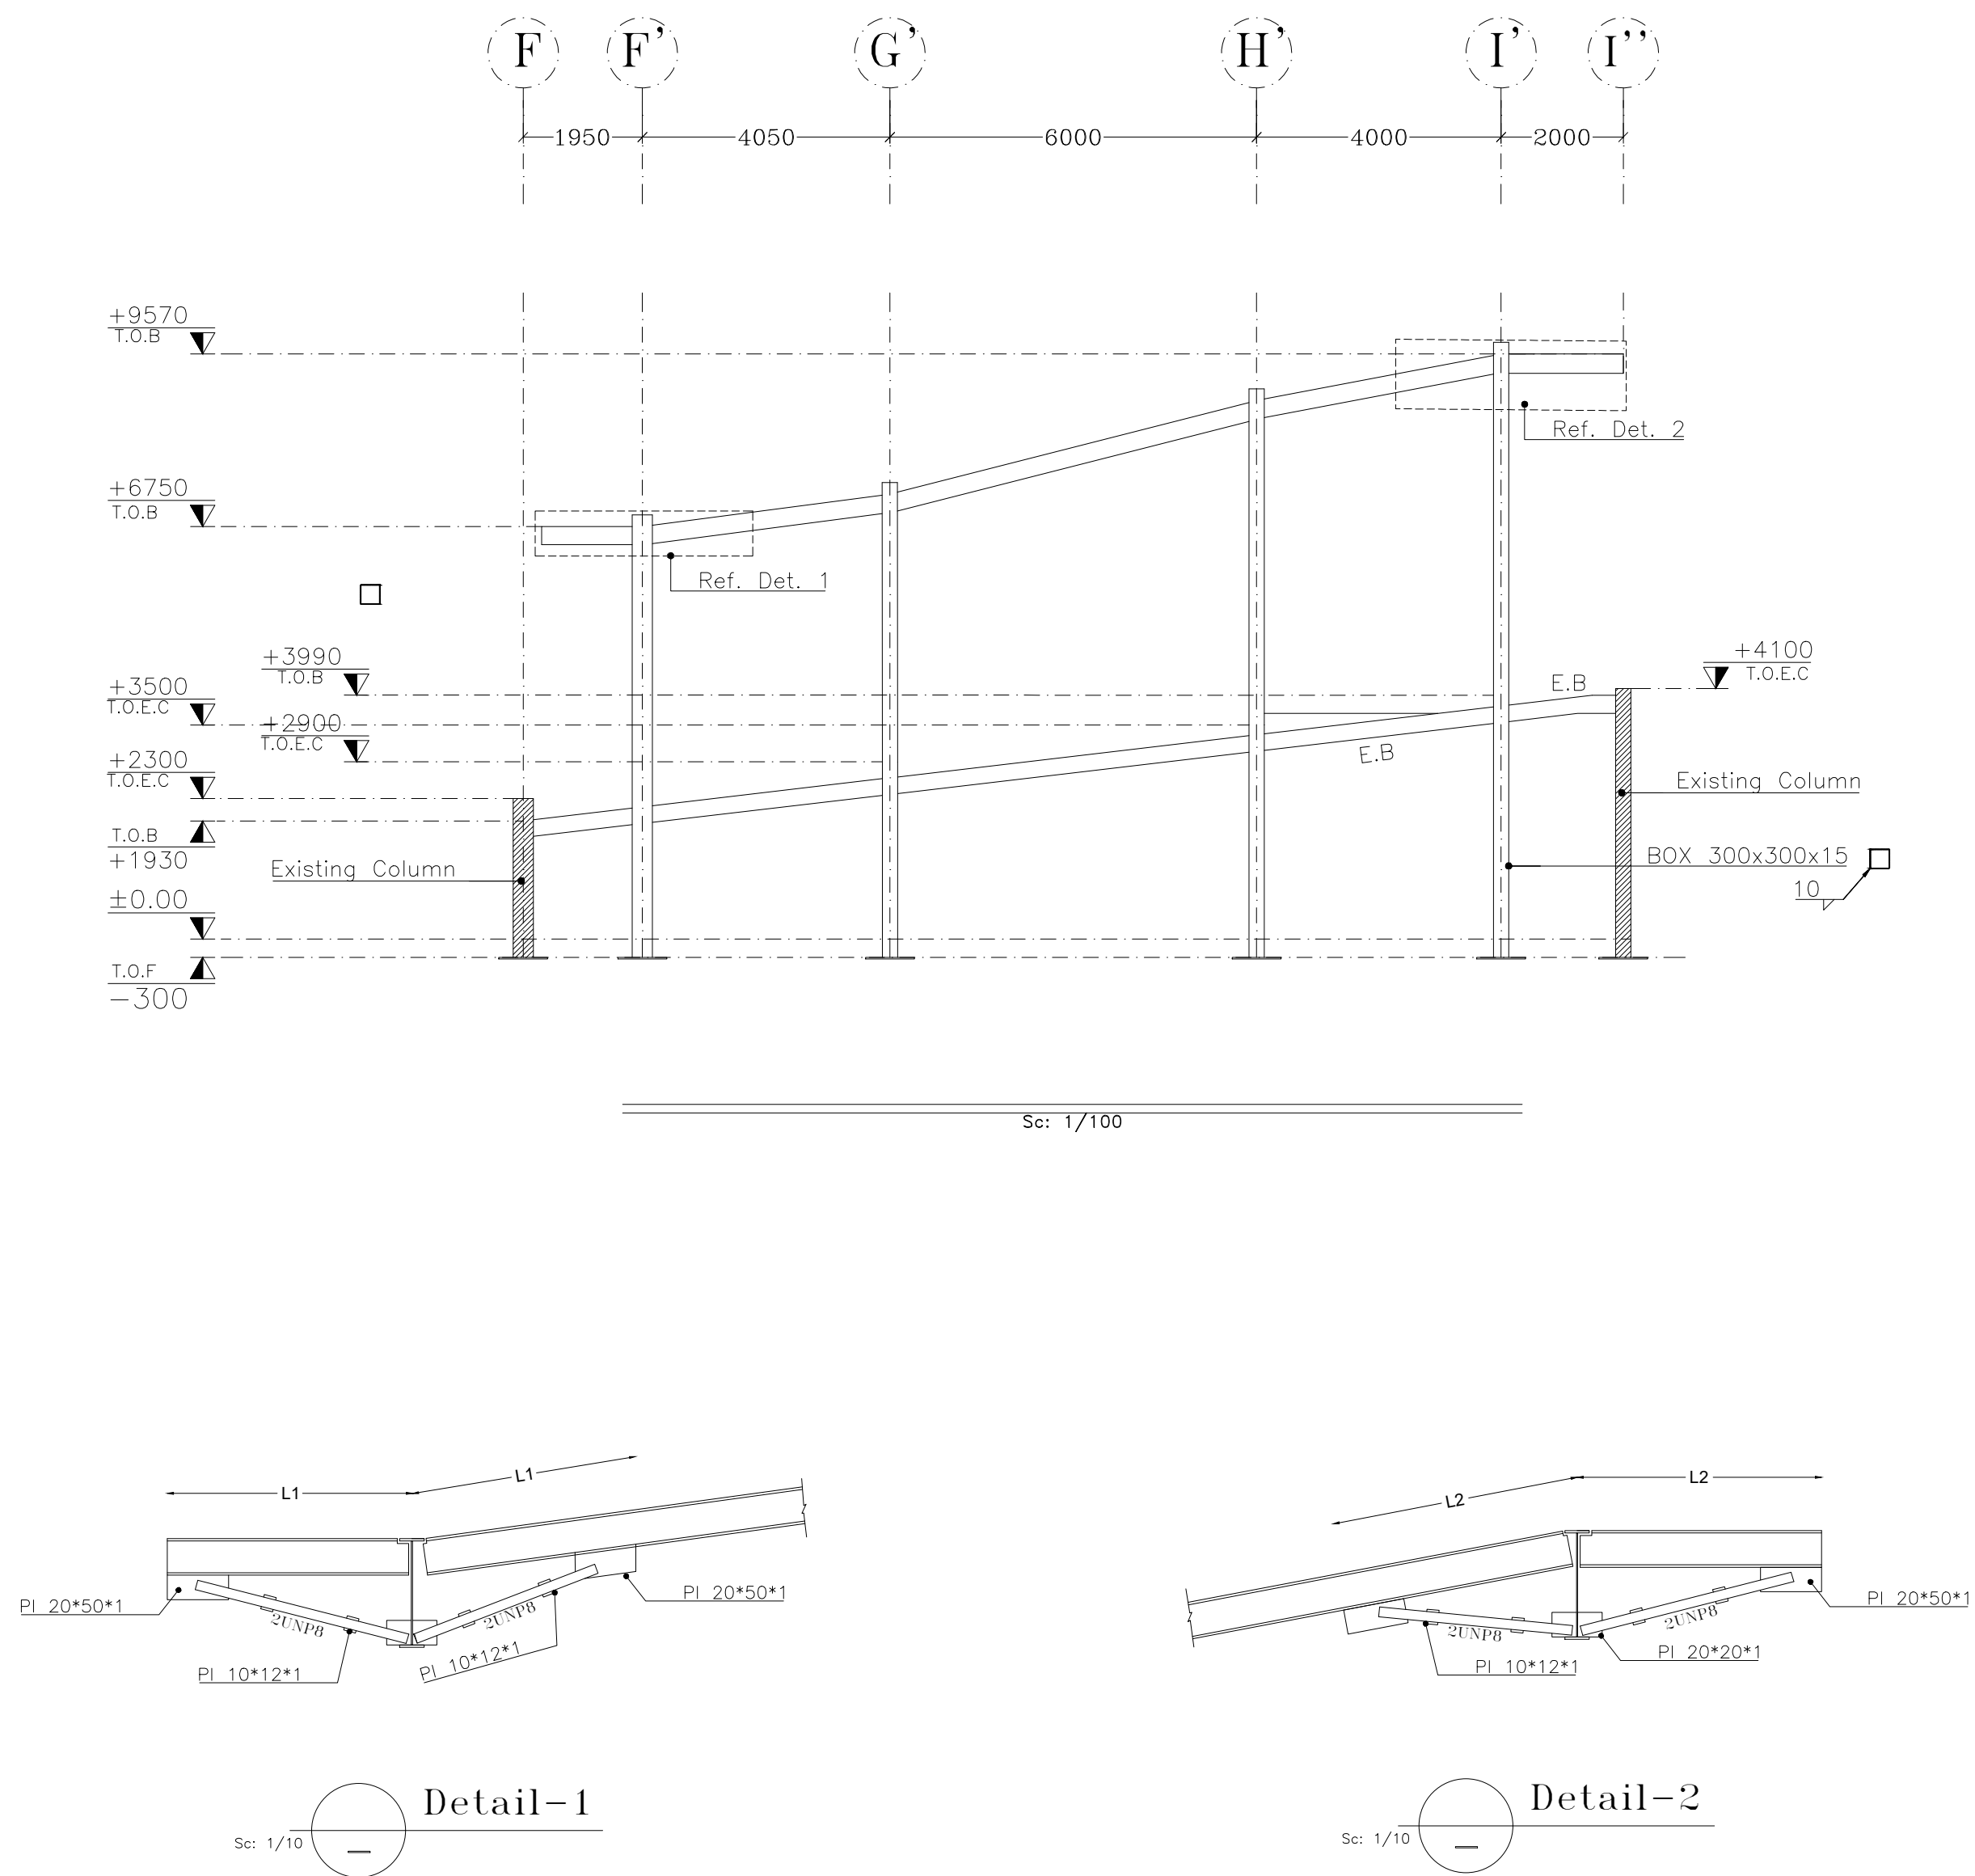 F F' G' H' I' I''
1950 4050 6000 4000 2000
+9570
T.O.B
Ref. Det. 2
+6750
T.O.B
Ref. Det. 1
+3990
T.O.B
+4100
T.O.E.C
E.B
+3500
T.O.E.C
+2900
T.O.E.C
E.B
+2300
T.O.E.C
Existing Column
T.O.B
+1930
Existing Column
BOX 300x300x15
10
±0.00
T.O.F
-300
Sc: 1/100
L1 L1
Pl 20*50*1
2UNP8
2UNP8
Pl 20*50*1
Pl 10*12*1
Pl 10*12*1
Detail-1
Sc: 1/10
L2 L2
2UNP8
2UNP8
Pl 20*50*1
Pl 10*12*1
Pl 20*20*1
Detail-2
Sc: 1/10